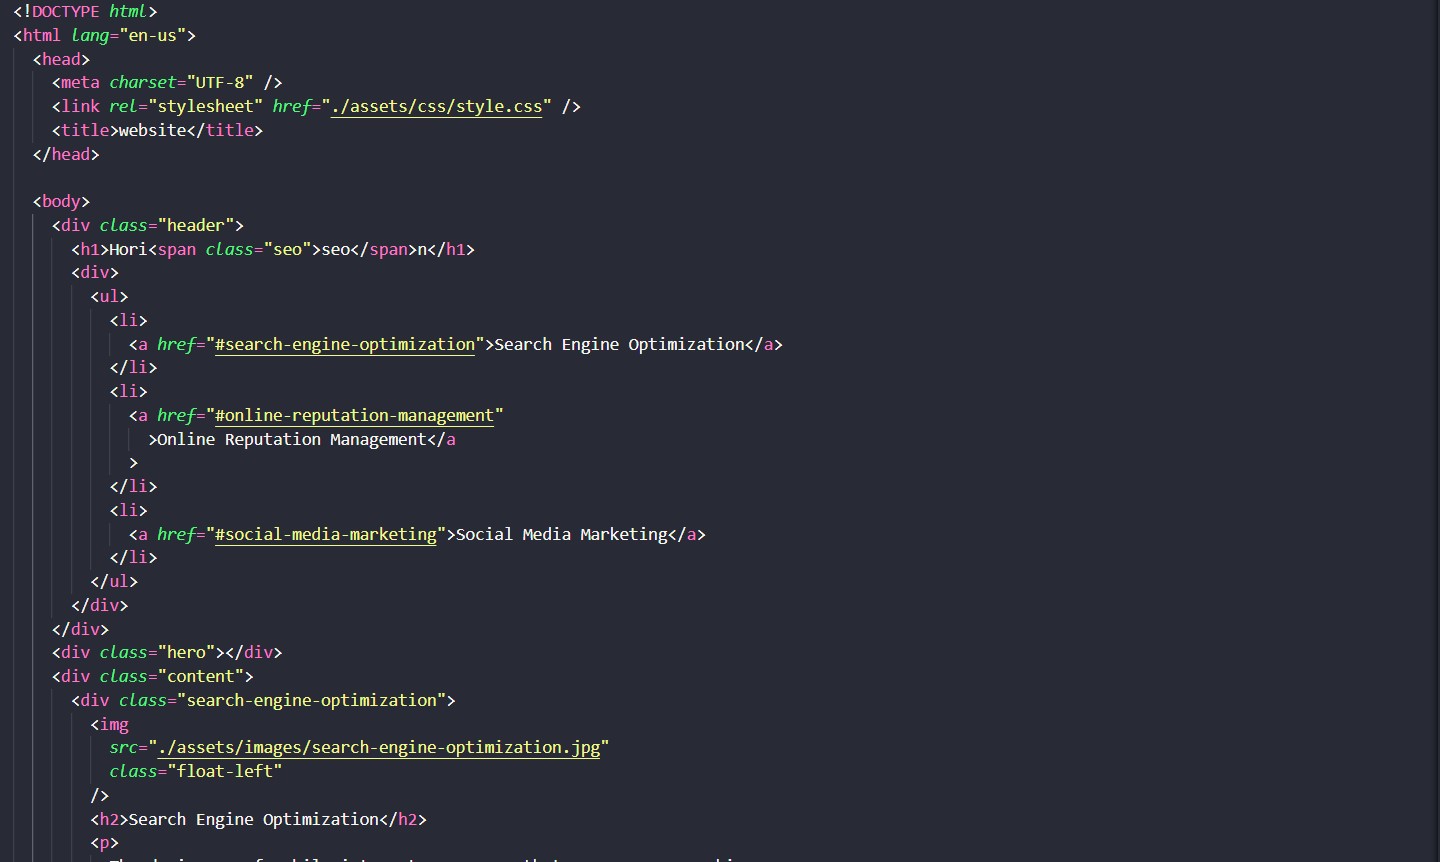 <!DOCTYPE html>
<html lang="en-us">
  <head>
    <meta charset="UTF-8" />
    <link rel="stylesheet" href="./assets/css/style.css" />
    <title>website</title>
  </head>

  <body>
    <div class="header">
      <h1>Hori<span class="seo">seo</span>n</h1>
      <div>
        <ul>
          <li>
            <a href="#search-engine-optimization">Search Engine Optimization</a>
          </li>
          <li>
            <a href="#online-reputation-management"
              >Online Reputation Management</a
            >
          </li>
          <li>
            <a href="#social-media-marketing">Social Media Marketing</a>
          </li>
        </ul>
      </div>
    </div>
    <div class="hero"></div>
    <div class="content">
      <div class="search-engine-optimization">
        <img
          src="./assets/images/search-engine-optimization.jpg"
          class="float-left"
        />
        <h2>Search Engine Optimization</h2>
        <p>